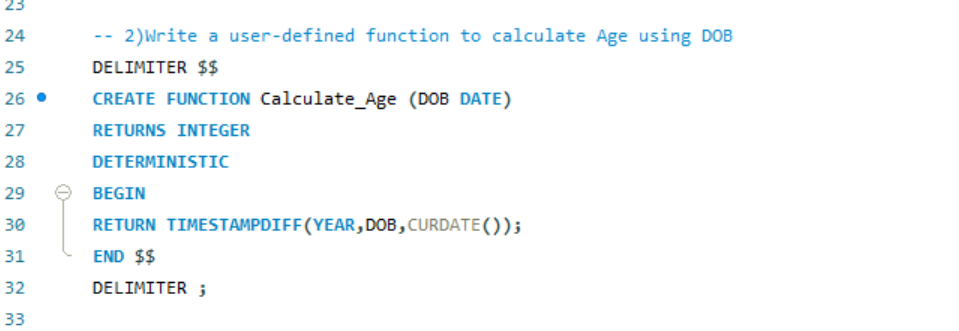 23
24 -- 2)Write a user-defined function to calculate Age using DOB
25 DELIMITER $$
26 CREATE FUNCTION Calculate_Age (DOB DATE)
27 RETURNS INTEGER
28 DETERMINISTIC
29 BEGIN
30 RETURN TIMESTAMPDIFF(YEAR,DOB,CURDATE());
31 END $$
32 DELIMITER ;
33